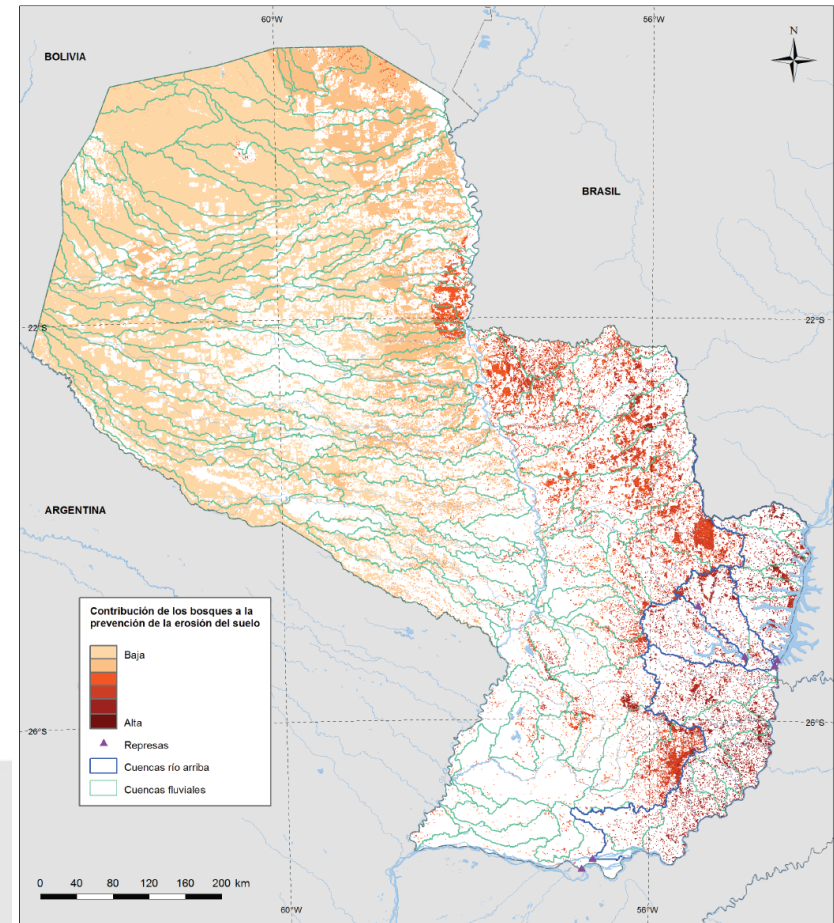 60°W
56°W
BOLIVIA
N
BRASIL
22°S
22°S
ARGENTINA
Contribución de los bosques a la
prevención de la erosión del suelo
Baja
Alta
Represas
Cuencas río arriba
Cuencas fluviales
26°S
26°S
0 40 80 120 160 200 km
60°W
56°W